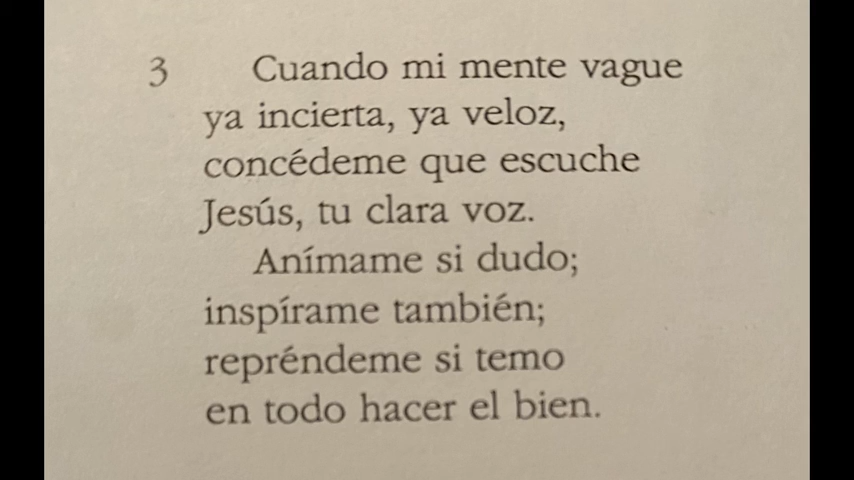 3 Cuando mi mente vague
ya incierta, ya veloz,
concédeme que escuche
Jesús, tu clara voz.
Anímame si dudo;
inspírame también;
repréndeme si temo
en todo hacer el bien.